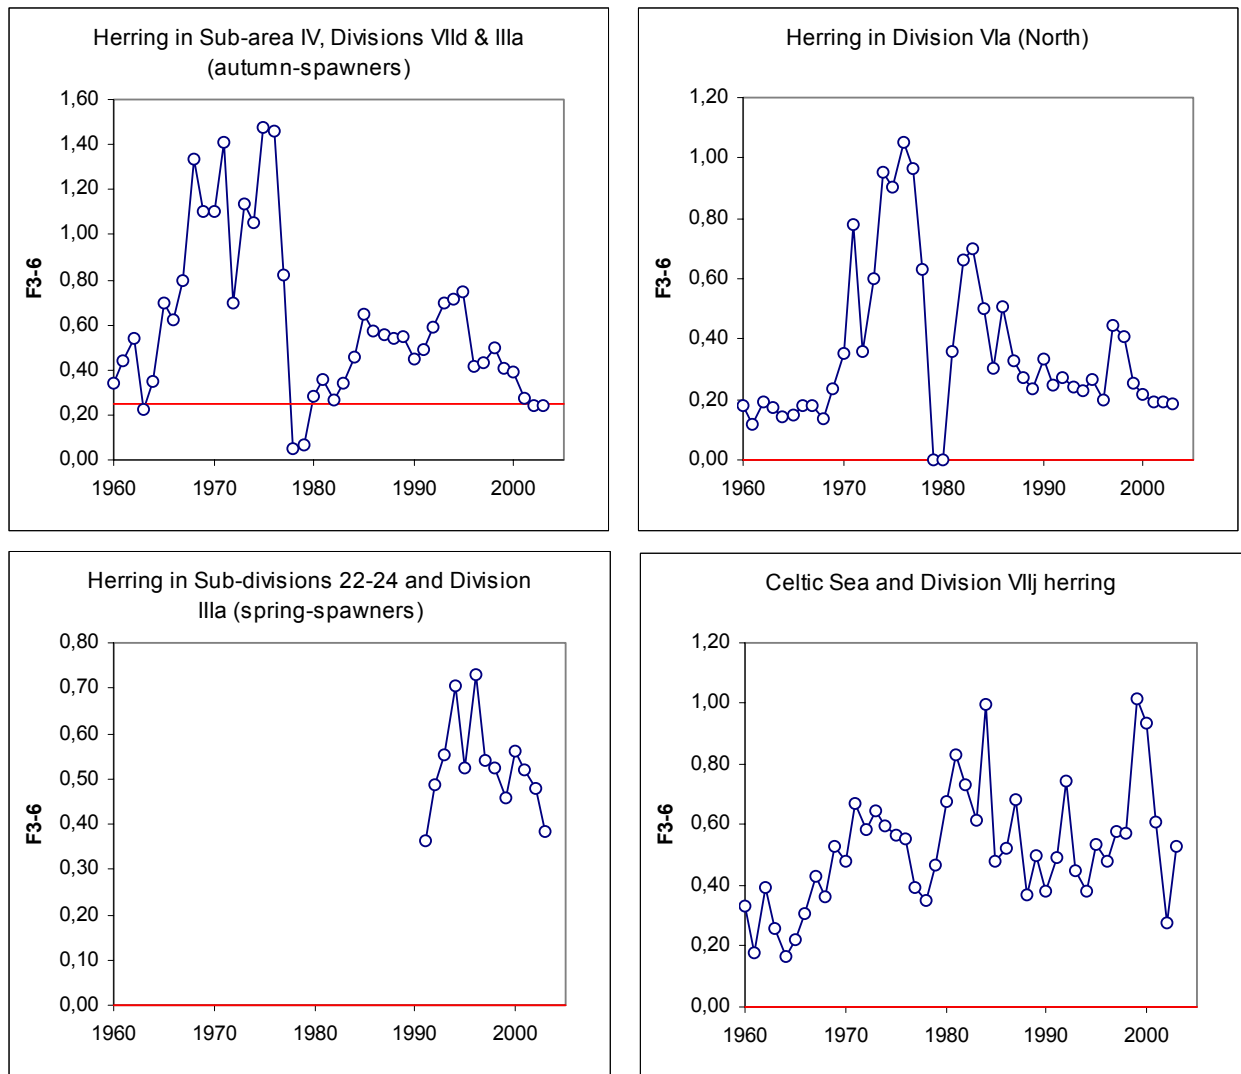 Herring in Sub-area IV, Divisions VIId & IIIa
(autumn-spawners)
F3-6
1,60
1,40
1,20
1,00
0,80
0,60
0,40
0,20
0,00
1960 1970 1980 1990 2000
Herring in Division VIa (North)
F3-6
1,20
1,00
0,80
0,60
0,40
0,20
0,00
1960 1970 1980 1990 2000
Herring in Sub-divisions 22-24 and Division
IIIa (spring-spawners)
F3-6
0,80
0,70
0,60
0,50
0,40
0,30
0,20
0,10
0,00
1960 1970 1980 1990 2000
Celtic Sea and Division VIIj herring
F3-6
1,20
1,00
0,80
0,60
0,40
0,20
0,00
1960 1970 1980 1990 2000